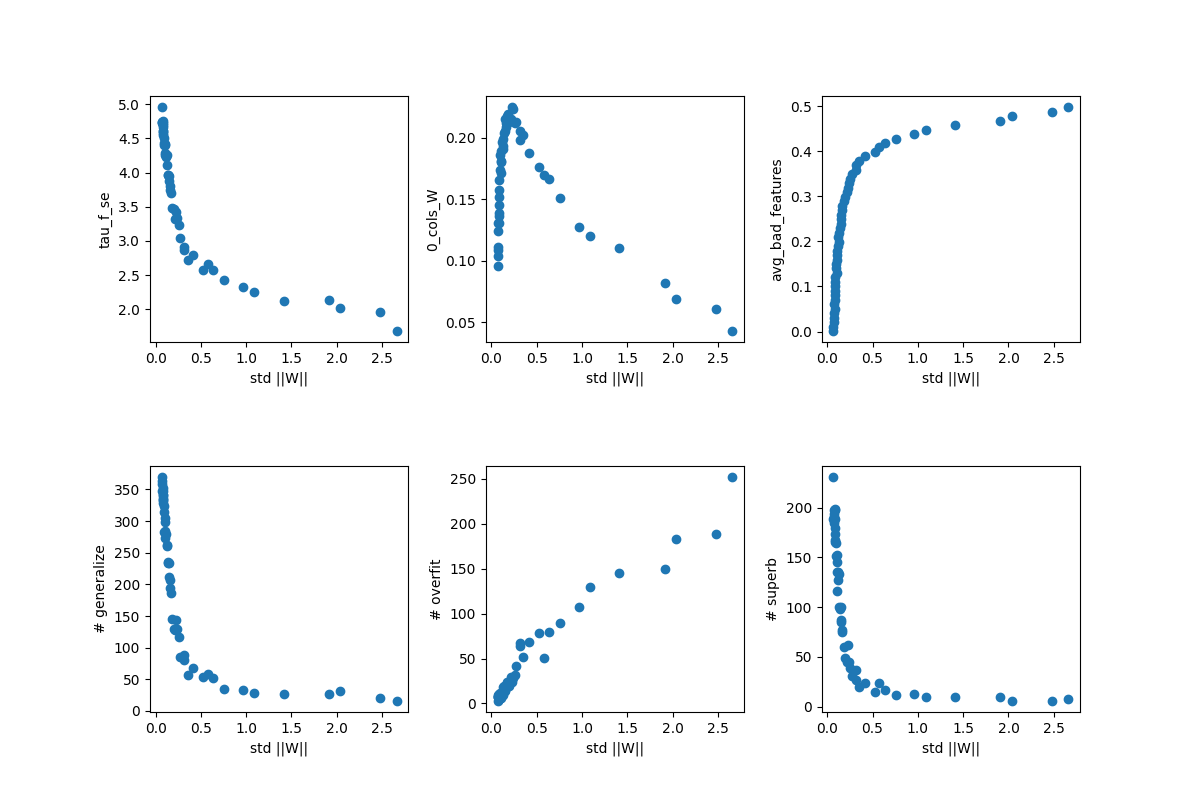 5.0
4.5
4.0
3.5
3.0
2.5
2.0
tau_f_se
0.0 0.5 1.0 1.5 2.0 2.5
std ||W||
0.20
0.15
0.10
0.05
0_cols_W
0.0 0.5 1.0 1.5 2.0 2.5
std ||W||
0.5
0.4
0.3
0.2
0.1
0.0
avg_bad_features
0.0 0.5 1.0 1.5 2.0 2.5
std ||W||
350
300
250
200
150
100
50
0
# generalize
0.0 0.5 1.0 1.5 2.0 2.5
std ||W||
250
200
150
100
50
0
# overfit
0.0 0.5 1.0 1.5 2.0 2.5
std ||W||
200
150
100
50
0
# superb
0.0 0.5 1.0 1.5 2.0 2.5
std ||W||